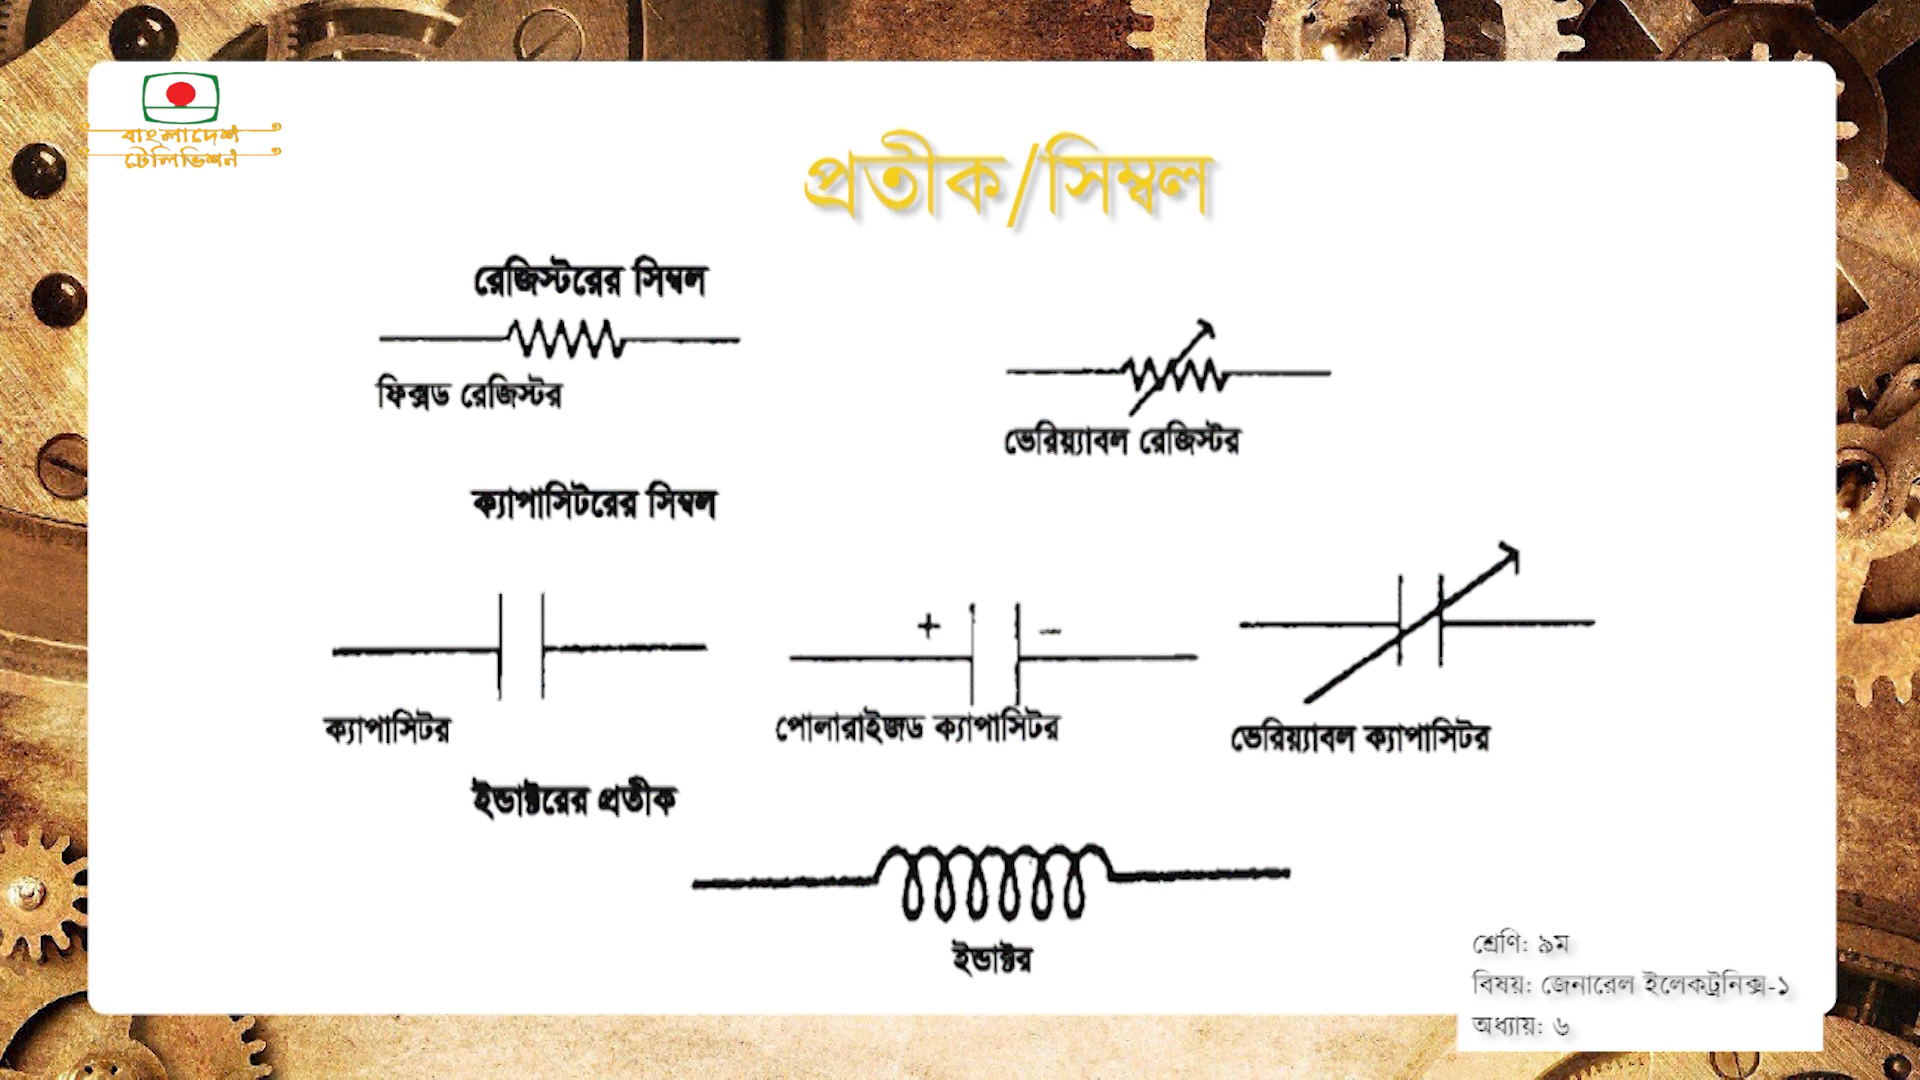 বাংলাদেশ
টেলিভিশন
প্রতীক/সিম্বল
রেজিস্টরের সিম্বল
ফিক্সড রেজিস্টর
ভেরিয়্যাবল রেজিস্টর
ক্যাপাসিটরের সিম্বল
+ −
ক্যাপাসিটর
পোলারাইজড ক্যাপাসিটর
ভেরিয়্যাবল ক্যাপাসিটর
ইন্ডাক্টরের প্রতীক
ইন্ডাক্টর
শ্রেণি: ৯ম
বিষয়: জেনারেল ইলেকট্রনিক্স-১
অধ্যায়: ৬